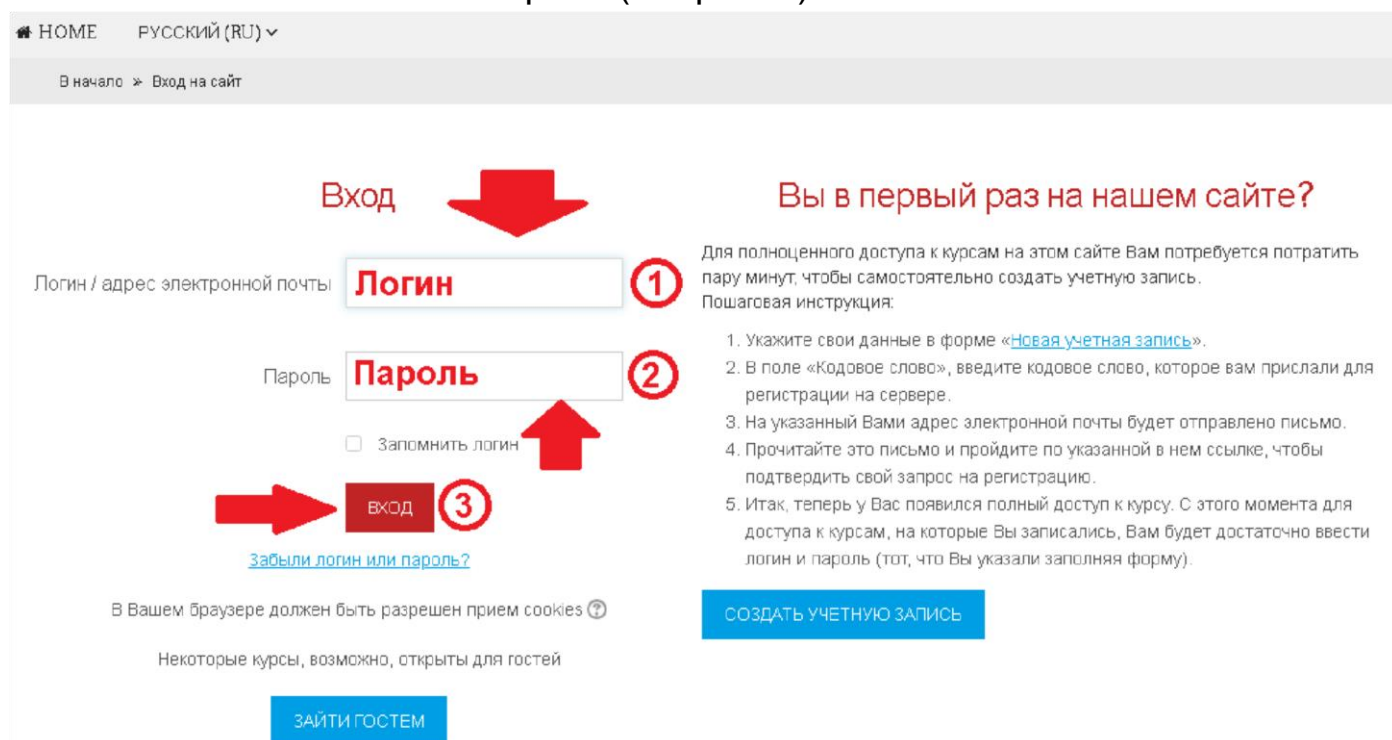 HOME РУССКИЙ (RU)
В начало » Вход на сайт
Вход
Логин / адрес электронной почты Логин 1
Пароль Пароль 2
Запомнить логин
ВХОД 3
Забыли логин или пароль?
В Вашем браузере должен быть разрешен прием cookies
Некоторые курсы, возможно, открыты для гостей
ЗАЙТИ ГОСТЕМ
Вы в первый раз на нашем сайте?
Для полноценного доступа к курсам на этом сайте Вам потребуется потратить
пару минут, чтобы самостоятельно создать учетную запись.
Пошаговая инструкция:
1. Укажите свои данные в форме «Новая учетная запись».
2. В поле «Кодовое слово», введите кодовое слово, которое вам прислали для
регистрации на сервере.
3. На указанный Вами адрес электронной почты будет отправлено письмо.
4. Прочитайте это письмо и пройдите по указанной в нем ссылке, чтобы
подтвердить свой запрос на регистрацию.
5. Итак, теперь у Вас появился полный доступ к курсу. С этого момента для
доступа к курсам, на которые Вы записались, Вам будет достаточно ввести
логин и пароль (тот, что Вы указали заполняя форму).
СОЗДАТЬ УЧЕТНУЮ ЗАПИСЬ